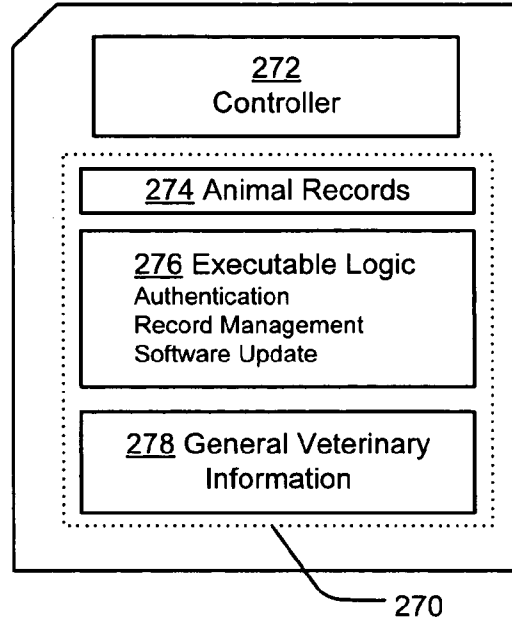 272
Controller
274 Animal Records
276 Executable Logic
Authentication
Record Management
Software Update
278 General Veterinary
Information
270